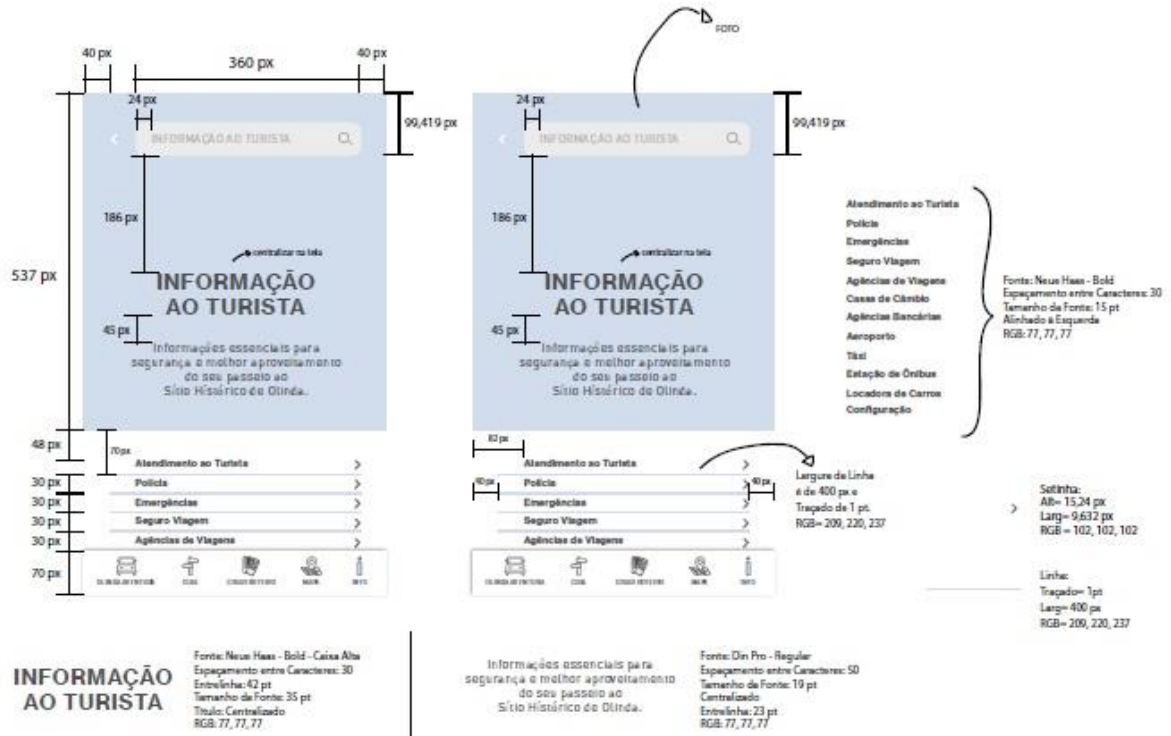 FOTO
40 px
360 px
40 px
24 px
99,419 px
INFORMAÇÃO AO TURISTA
186 px
centralizar na tela
537 px
INFORMAÇÃO
AO TURISTA
45 px
Informações essenciais para
segurança e melhor aproveitamento
do seu passeio ao
Sítio Histórico de Olinda.
48 px
70 px
30 px
30 px
30 px
30 px
70 px
Atendimento ao Turista
Polícia
Emergências
Seguro Viagem
Agências de Viagens
INFO
24 px
99,419 px
INFORMAÇÃO AO TURISTA
186 px
centralizar na tela
INFORMAÇÃO
AO TURISTA
45 px
Informações essenciais para
segurança e melhor aproveitamento
do seu passeio ao
Sítio Histórico de Olinda.
82 px
40 px
40 px
Atendimento ao Turista
Polícia
Emergências
Seguro Viagem
Agências de Viagens
INFO
Atendimento ao Turista
Polícia
Emergências
Seguro Viagem
Agências de Viagens
Casas de Câmbio
Agências Bancárias
Aeroporto
Táxi
Estação de Ônibus
Locadora de Carros
Configuração
Fonte: Neue Haas - Bold
Espaçamento entre Caracteres: 30
Tamanho da Fonte: 15 pt
Alinhado à Esquerda
RGB: 77, 77, 77
Largura da Linha
é de 400 px e
Traçado de 1 pt.
RGB= 209, 220, 237
Setinha:
Alt= 15,24 px
Larg= 9,632 px
RGB = 102, 102, 102
Linha:
Traçado= 1pt
Larg= 400 px
RGB= 209, 220, 237
INFORMAÇÃO
AO TURISTA
Fonte: Neue Haas - Bold - Caixa Alta
Espaçamento entre Caracteres: 30
Entrelinha: 42 pt
Tamanho da Fonte: 35 pt
Título: Centralizado
RGB: 77, 77, 77
Informações essenciais para
segurança e melhor aproveitamento
do seu passeio ao
Sítio Histórico de Olinda.
Fonte: Din Pro - Regular
Espaçamento entre Caracteres: 50
Tamanho da Fonte: 19 pt
Centralizado
Entrelinha: 23 pt
RGB: 77, 77, 77